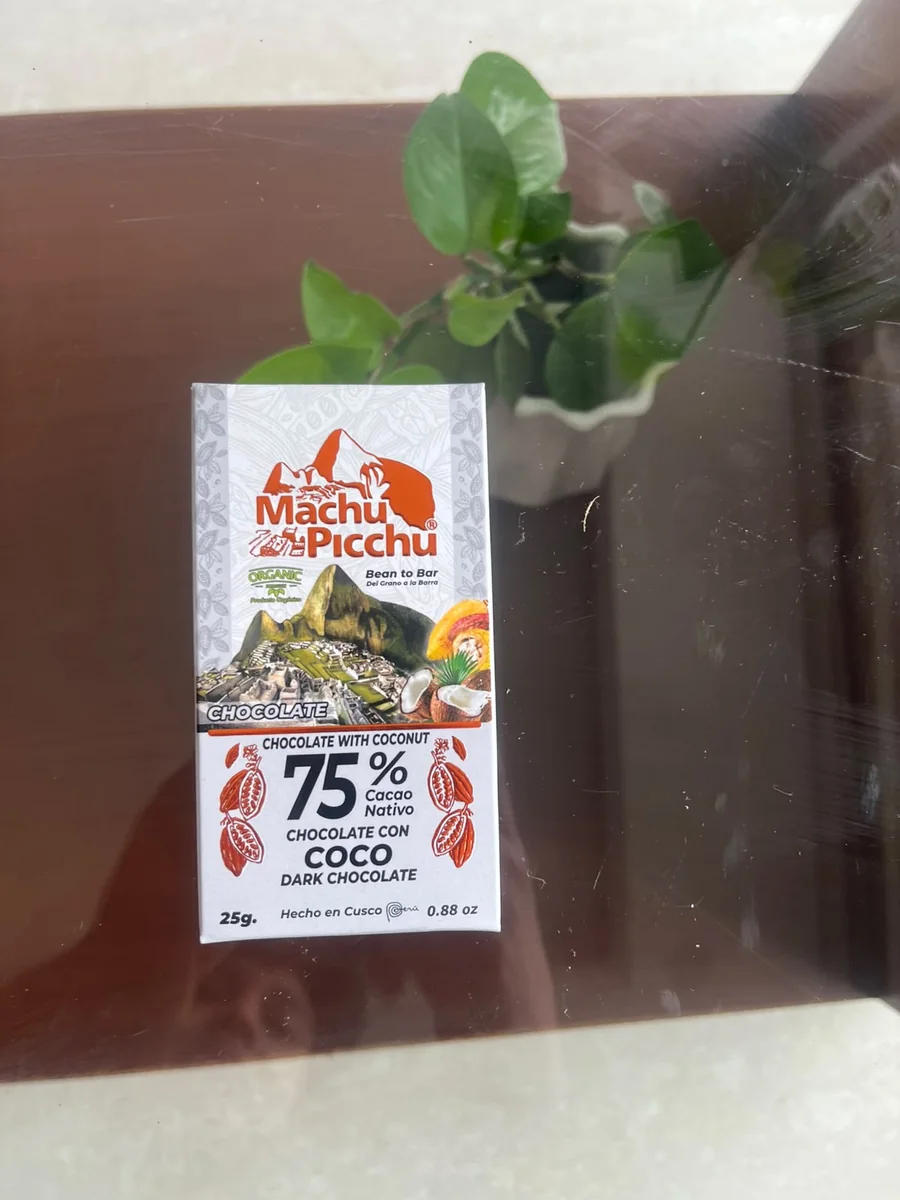 Machu
Picchu®
ORGANIC
Bean to Bar
Del Grano a la Barra
CHOCOLATE
CHOCOLATE WITH COCONUT
75%
Cacao
Nativo
CHOCOLATE CON
COCO
DARK CHOCOLATE
25g.
Hecho en Cusco Perú 0.88 oz